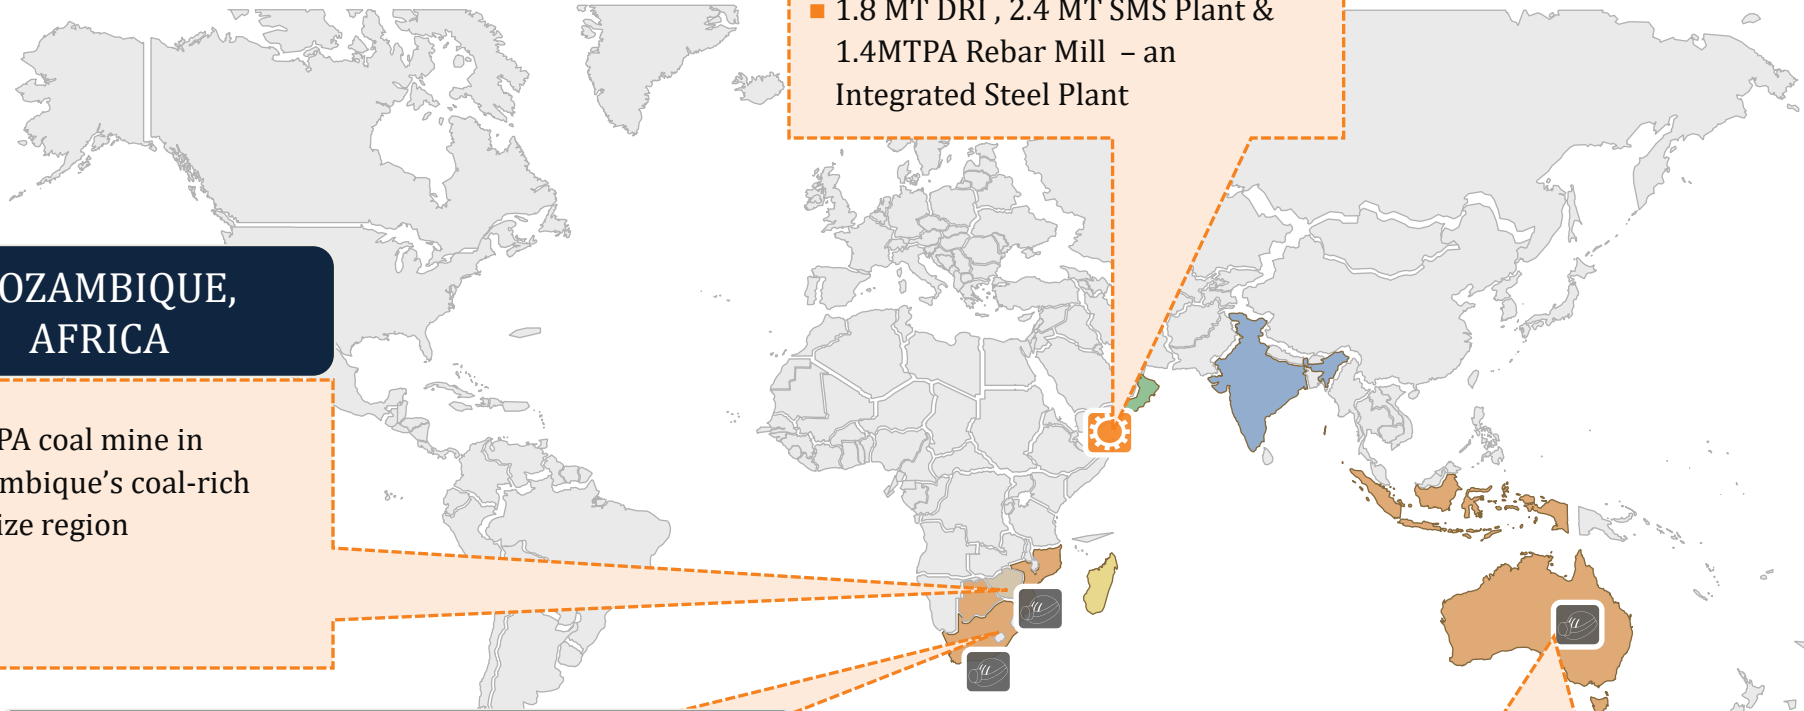 1.8 MT DRI , 2.4 MT SMS Plant &
1.4MTPA Rebar Mill – an
Integrated Steel Plant
OZAMBIQUE,
AFRICA
PA coal mine in
mbique’s coal-rich
ize region